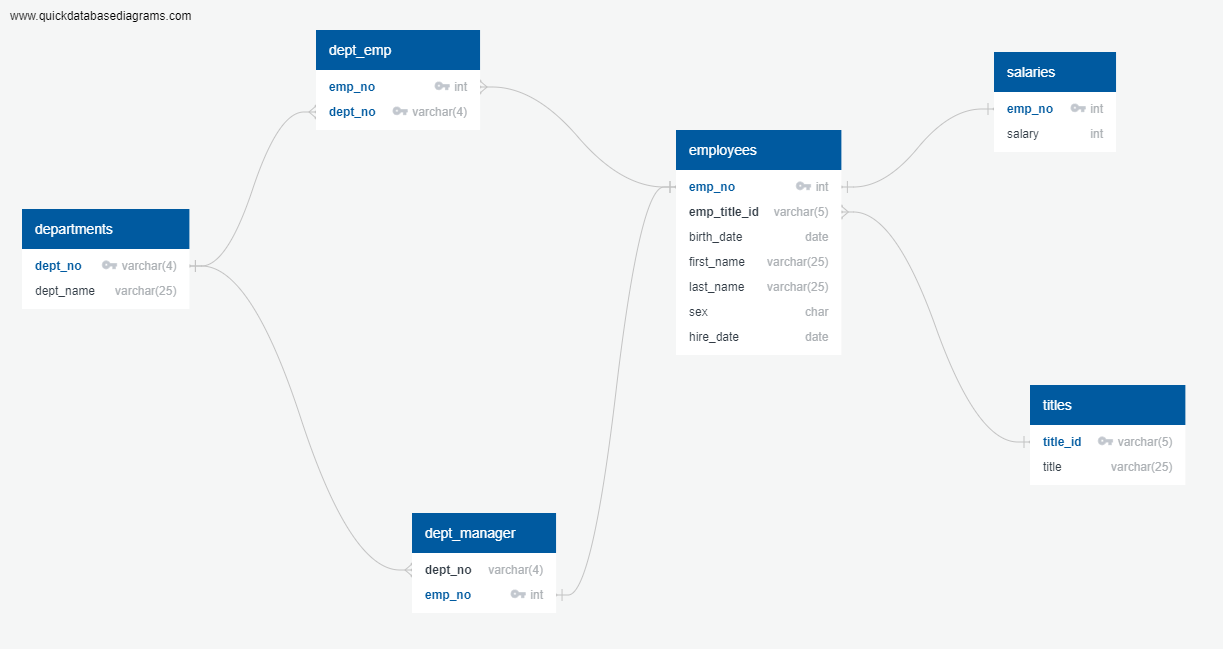 www.quickdatabasediagrams.com
dept_emp
emp_no int
dept_no varchar(4)
salaries
emp_no int
salary int
employees
emp_no int
emp_title_id varchar(5)
birth_date date
first_name varchar(25)
last_name varchar(25)
sex char
hire_date date
departments
dept_no varchar(4)
dept_name varchar(25)
titles
title_id varchar(5)
title varchar(25)
dept_manager
dept_no varchar(4)
emp_no int